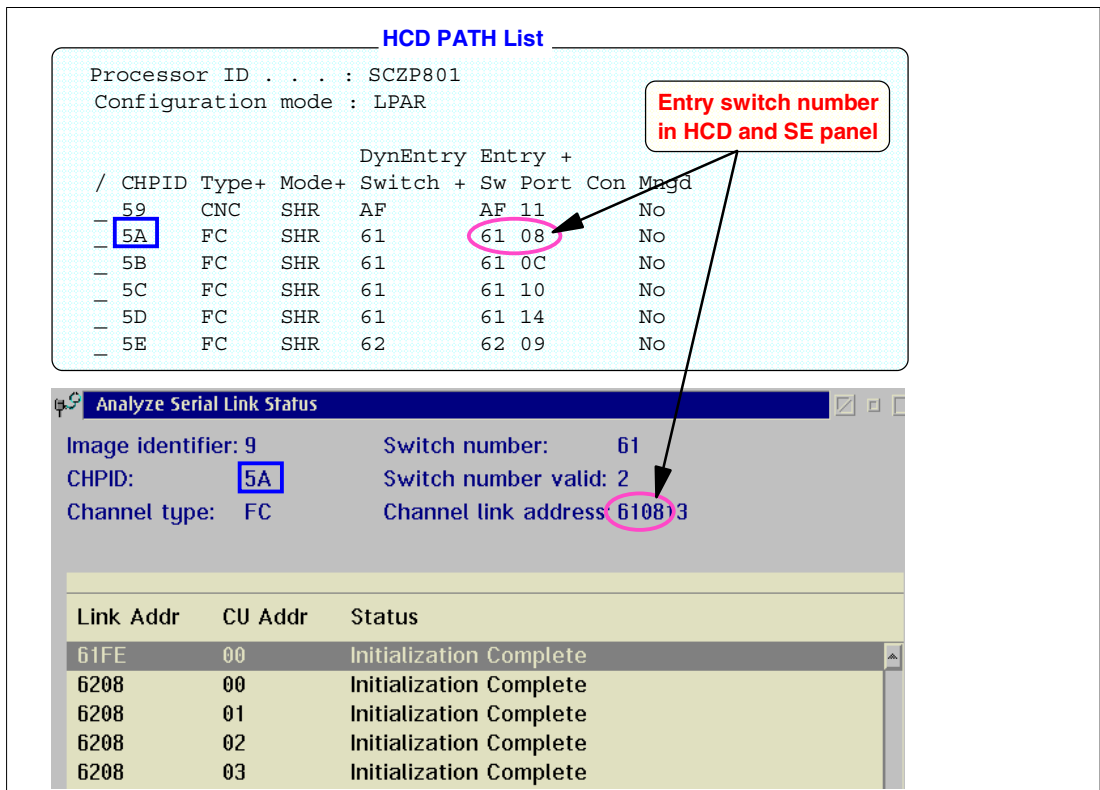 HCD PATH List
Processor ID . . . : SCZP801
Configuration mode : LPAR
Entry switch number
in HCD and SE panel
DynEntry Entry +
/ CHPID Type+ Mode+ Switch + Sw Port Con Mngd
_ 59 CNC SHR AF AF 11 No
_ 5A FC SHR 61 61 08 No
_ 5B FC SHR 61 61 0C No
_ 5C FC SHR 61 61 10 No
_ 5D FC SHR 61 61 14 No
_ 5E FC SHR 62 62 09 No
Analyze Serial Link Status
Image identifier: 9 Switch number: 61
CHPID: 5A Switch number valid: 2
Channel type: FC Channel link address:
Link Addr CU Addr Status
61FE 00 Initialization Complete
6208 00 Initialization Complete
6208 01 Initialization Complete
6208 02 Initialization Complete
6208 03 Initialization Complete